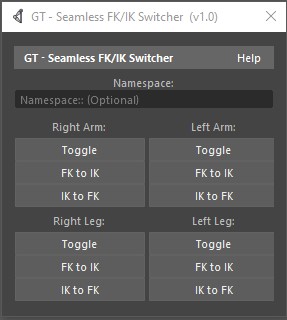 GT - Seamless FK/IK Switcher (v1.0)
GT - Seamless FK/IK Switcher Help
Namespace:
Namespace:: (Optional)
Right Arm: Left Arm:
Toggle Toggle
FK to IK FK to IK
IK to FK IK to FK
Right Leg: Left Leg:
Toggle Toggle
FK to IK FK to IK
IK to FK IK to FK